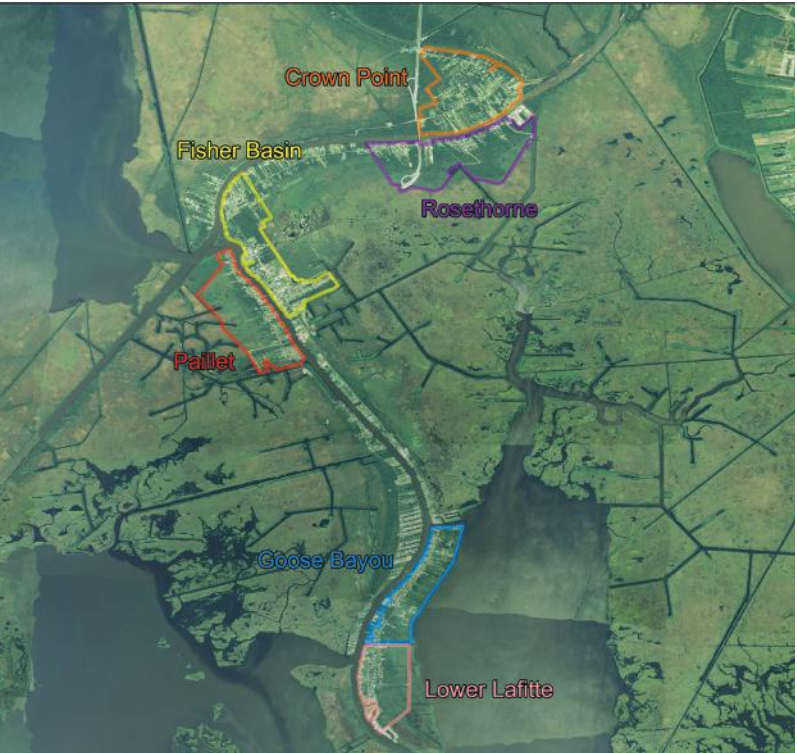 Crown Point
Fisher Basin
Rosethorne
Paillet
Goose Bayou
Lower Lafitte